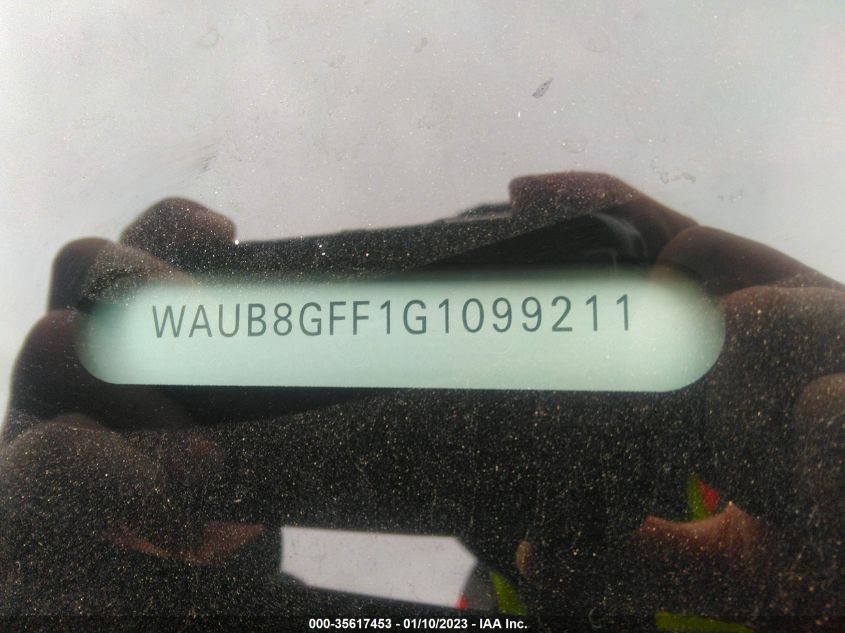 WAUB8GFF1G1099211
000-35617453 - 01/10/2023 - IAA Inc.